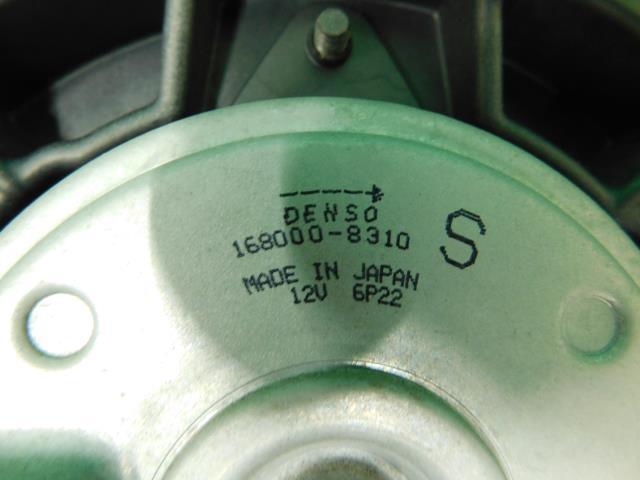 DENSO
168000-8310
S
MADE IN JAPAN
12V 6P22